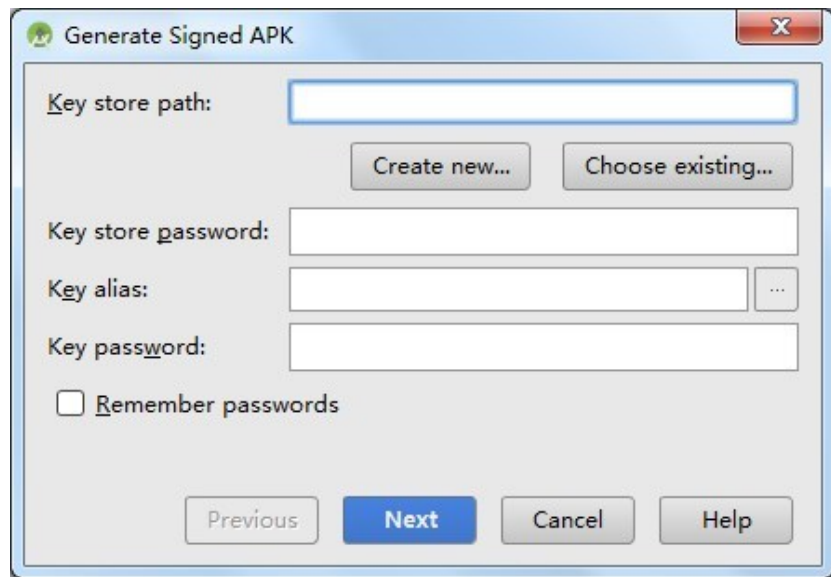 Generate Signed APK
Key store path:
Create new... Choose existing...
Key store password:
Key alias:
...
Key password:
Remember passwords
Previous Next Cancel Help